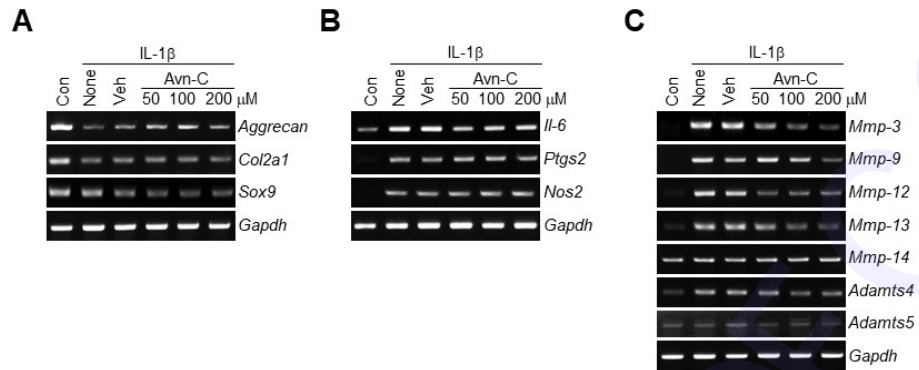 A
IL-1β
Con None Veh Avn-C
50 100 200 μM
Aggrecan
Col2a1
Sox9
Gapdh
B
IL-1β
Con None Veh Avn-C
50 100 200 μM
Il-6
Ptgs2
Nos2
Gapdh
C
IL-1β
Con None Veh Avn-C
50 100 200 μM
Mmp-3
Mmp-9
Mmp-12
Mmp-13
Mmp-14
Adamts4
Adamts5
Gapdh